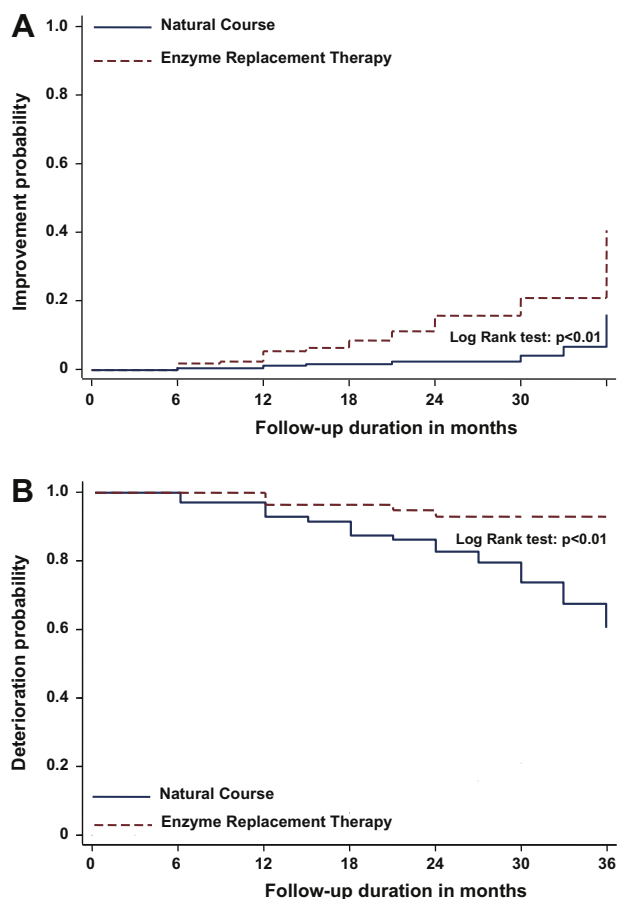 A
Natural Course
Enzyme Replacement Therapy
1.0
0.8
0.6
0.4
0.2
0
Improvement probability
Log Rank test: p<0.01
0 6 12 18 24 30
Follow-up duration in months
B
1.0
0.8
0.6
0.4
0.2
0
Deterioration probability
Log Rank test: p<0.01
Natural Course
Enzyme Replacement Therapy
0 6 12 18 24 30 36
Follow-up duration in months